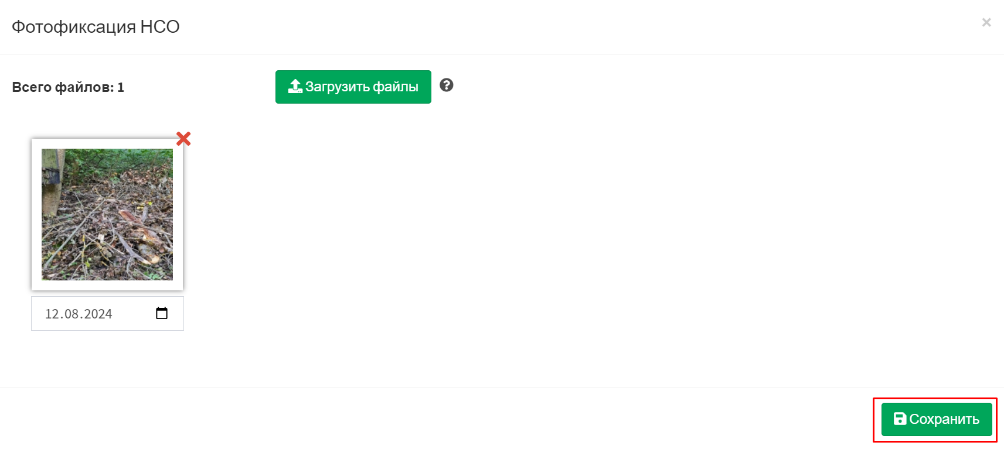 Фотофиксация НСО
×
Всего файлов: 1
Загрузить файлы
?
12.08.2024
Сохранить